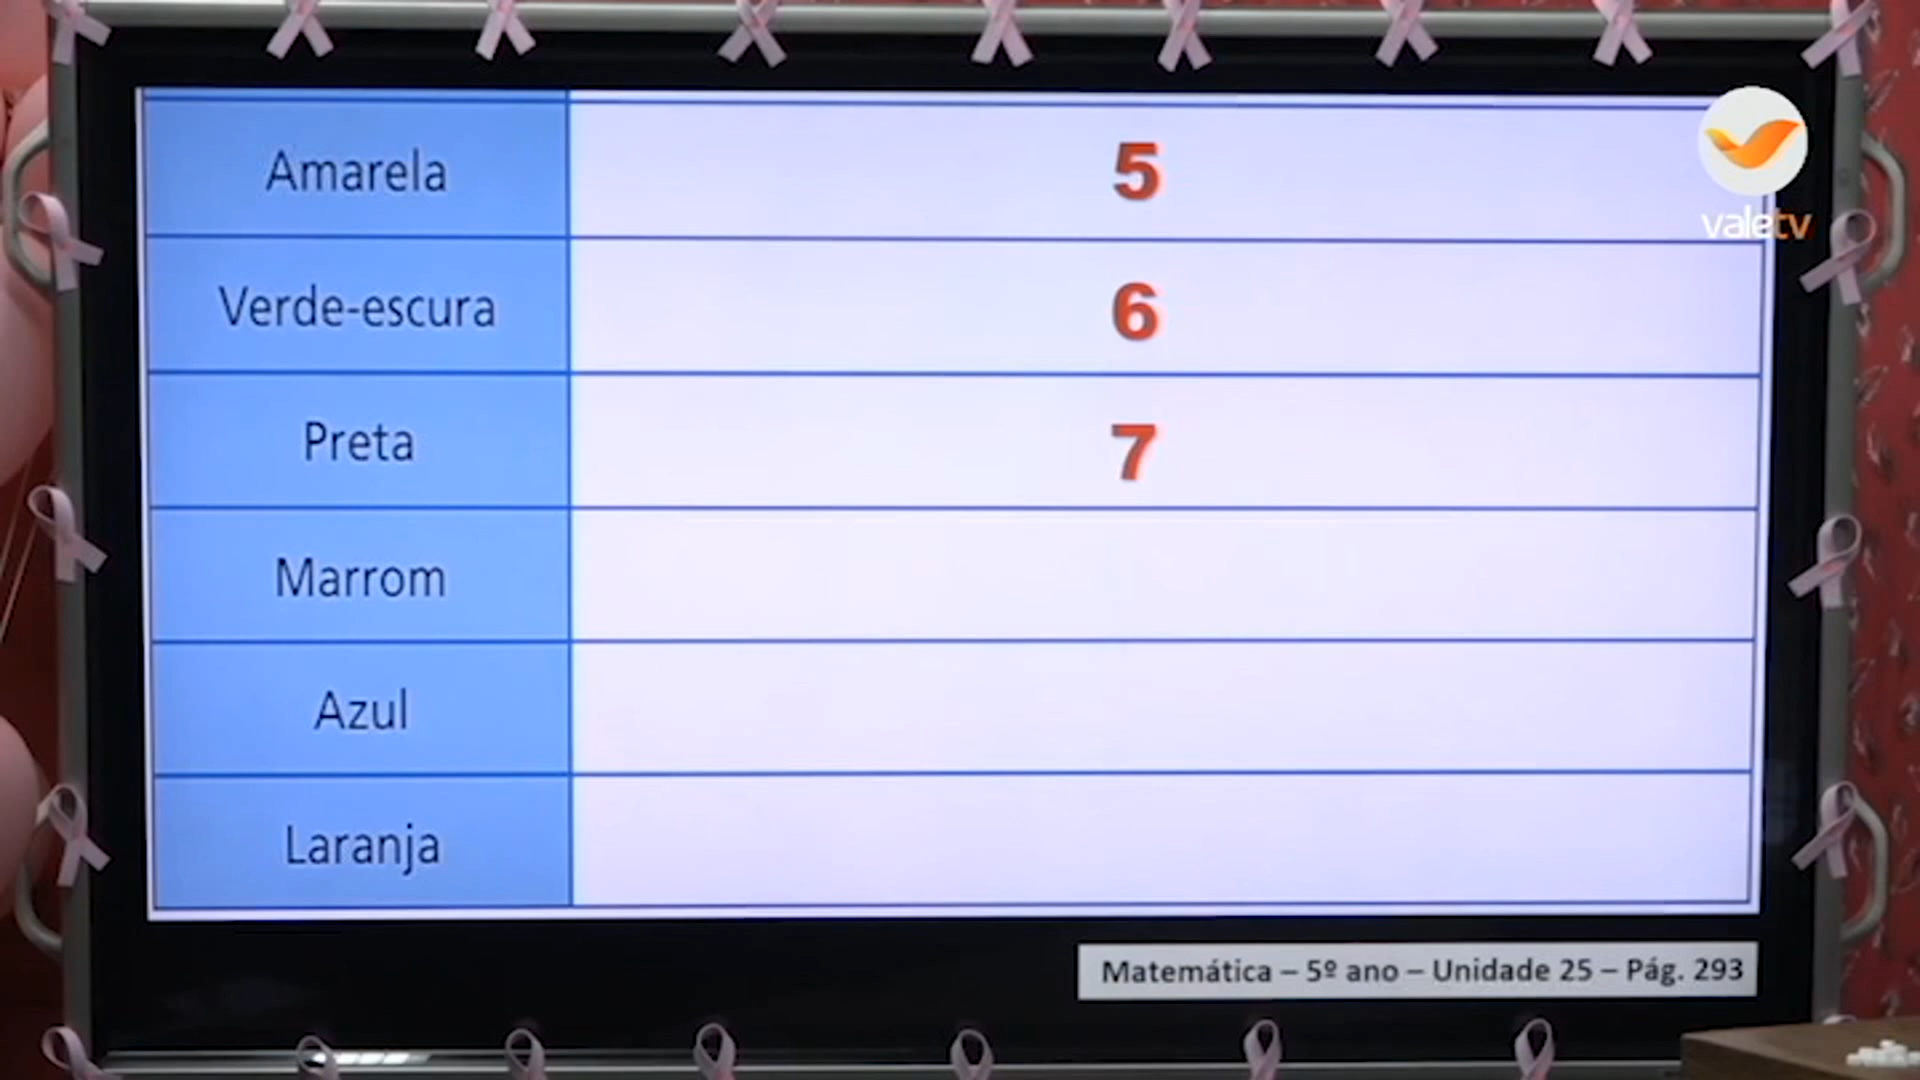 Amarela 5
valetv
Verde-escura 6
Preta 7
Marrom
Azul
Laranja
Matemática – 5º ano – Unidade 25 – Pág. 293